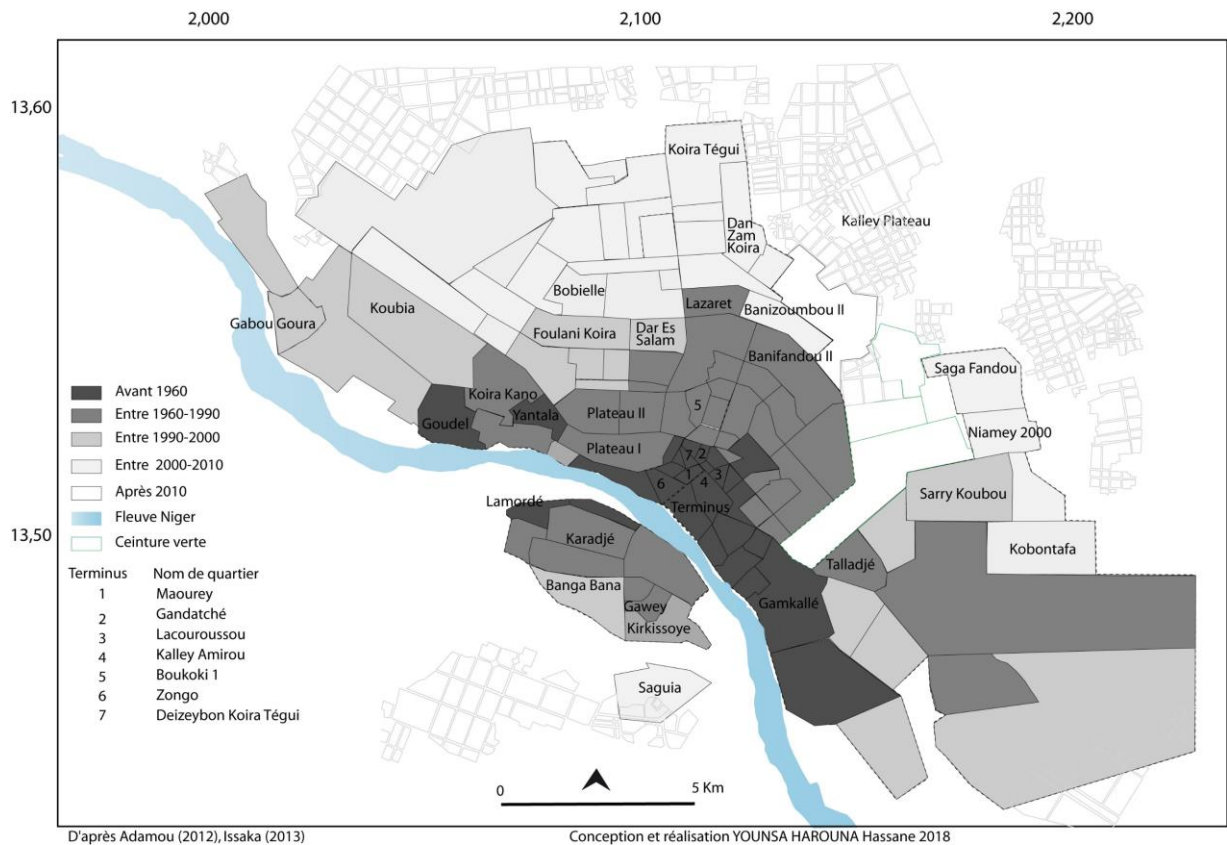 2,000 2,100 2,200
13,60
Koira Tégui
Dan
Zam
Koira
Kalley Plateau
Bobielle
Lazaret
Banizoumbou II
Koubia
Gabou Goura
Foulani Koira
Dar Es
Salam
Banifandou II
Saga Fandou
Koira Kano
Yantala
Goudel
Plateau II
5
Niamey 2000
Plateau I
7 2
1 3
6 4
Terminus
Sarry Koubou
Lamordé
13,50
Karadjé
Kobontafa
Talladjé
Banga Bana
Gamkallé
Gawey
Kirkissoye
Saguia
Avant 1960
Entre 1960-1990
Entre 1990-2000
Entre 2000-2010
Après 2010
Fleuve Niger
Ceinture verte
Terminus Nom de quartier
1 Maourey
2 Gandatché
3 Lacouroussou
4 Kalley Amirou
5 Boukoki 1
6 Zongo
7 Deizeybon Koira Tégui
0 5 Km
D'après Adamou (2012), Issaka (2013) Conception et réalisation YOUNSA HAROUNA Hassane 2018